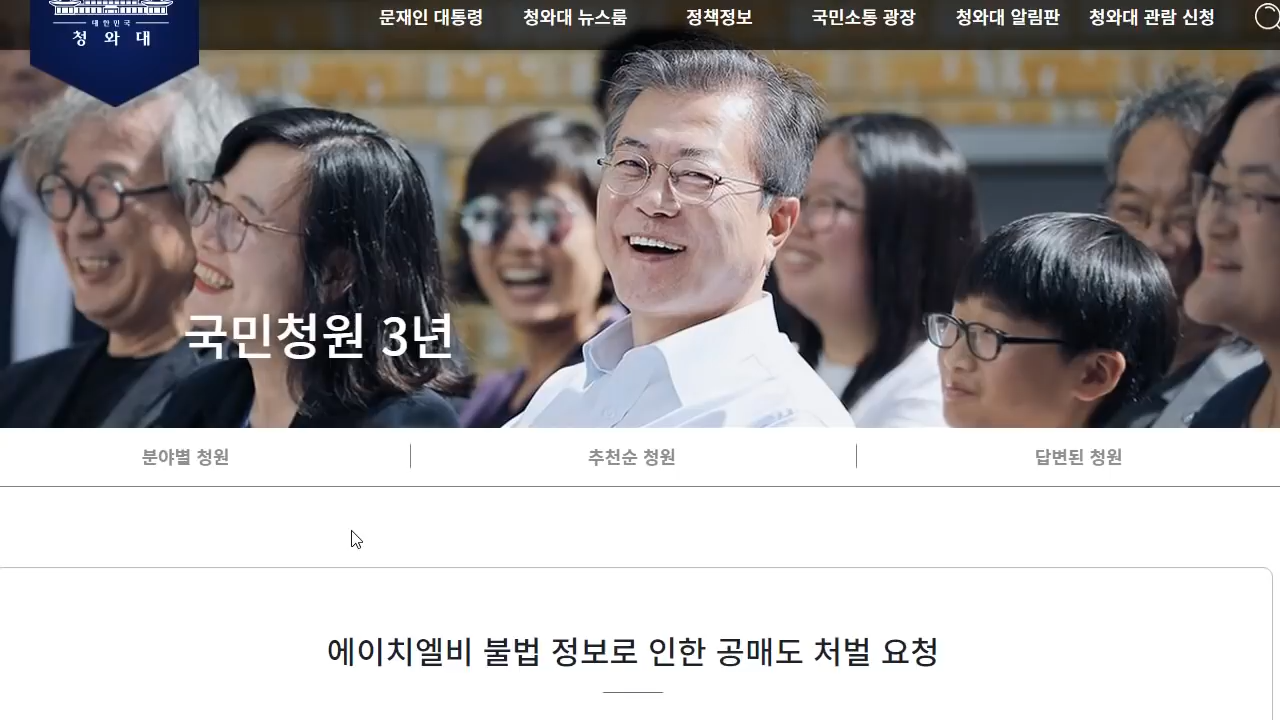 대한민국
청와대
문재인 대통령 청와대 뉴스룸 정책정보 국민소통 광장 청와대 알림판 청와대 관람 신청
국민청원 3년
분야별 청원 추천순 청원 답변된 청원
에이치엘비 불법 정보로 인한 공매도 처벌 요청